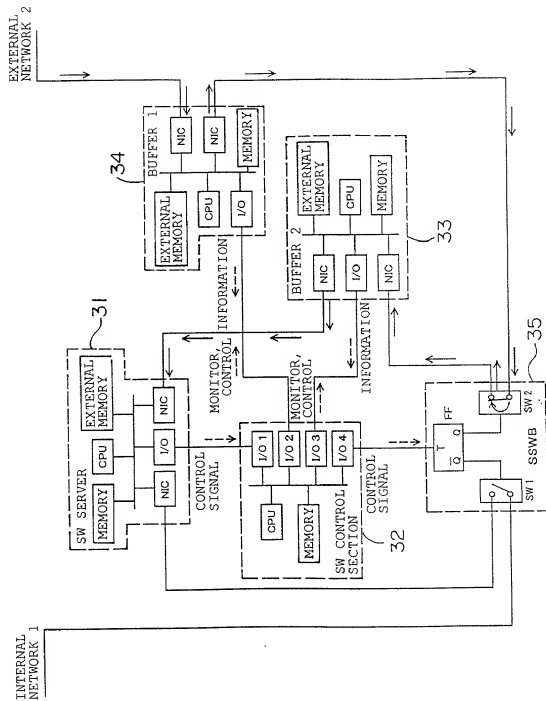 EXTERNAL
NETWORK 2
34
BUFFER 1
NIC
NIC
MEMORY
EXTERNAL
MEMORY
CPU
I/O
INFORMATION
MONITOR,
CONTROL
BUFFER 2
EXTERNAL MEMORY
CPU
MEMORY
NIC
I/O
NIC
33
INFORMATION
31
SW SERVER
MEMORY
CPU
EXTERNAL
MEMORY
NIC
I/O
NIC
CONTROL
SIGNAL
MONITOR,
CONTROL
I/O 1
I/O 2
I/O 3
I/O 4
CPU
MEMORY
SW CONTROL
SECTION
32
CONTROL
SIGNAL
35
FF
T
Q
Q̅
SW 1
SW 2
SSWB
INTERNAL
NETWORK 1